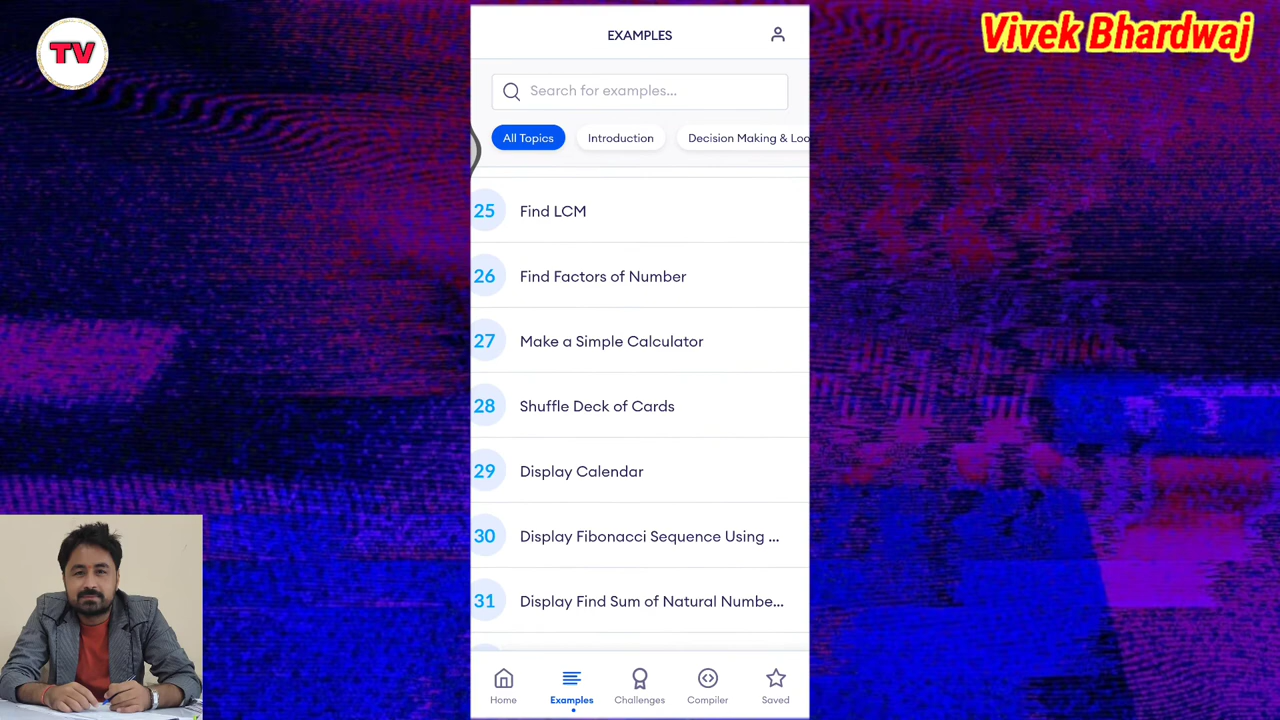 TV
Vivek Bhardwaj
EXAMPLES
Search for examples...
All Topics
Introduction
Decision Making & Loo
25 Find LCM
26 Find Factors of Number
27 Make a Simple Calculator
28 Shuffle Deck of Cards
29 Display Calendar
30 Display Fibonacci Sequence Using ...
31 Display Find Sum of Natural Numbe...
Home
Examples
Challenges
Compiler
Saved